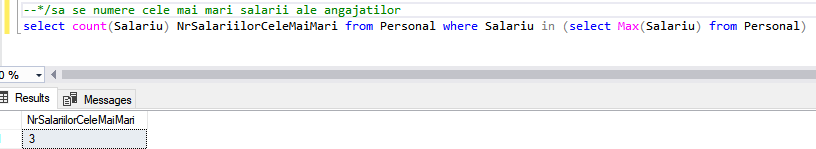 --*/sa se numere cele mai mari salarii ale angajatilor
select count(Salariu) NrSalariilorCeleMaiMari from Personal where Salariu in (select Max(Salariu) from Personal)
0 %
Results Messages
NrSalariilorCeleMaiMari
3